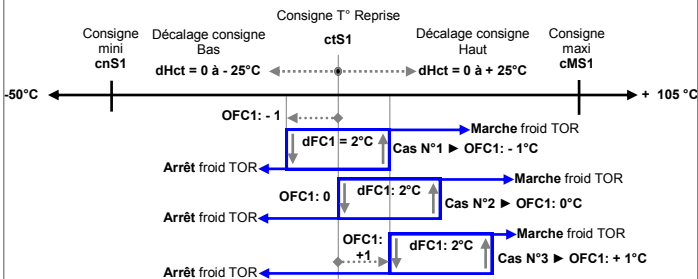 Consigne T° Reprise
ctS1
Consigne
mini
cnS1
Décalage consigne
Bas
dHct = 0 à - 25°C
Décalage consigne
Haut
dHct = 0 à + 25°C
Consigne
maxi
cMS1
-50°C
+ 105 °C
OFC1: - 1
Marche froid TOR
dFC1 = 2°C
Cas N°1 ► OFC1: - 1°C
Arrêt froid TOR
Marche froid TOR
OFC1: 0
dFC1: 2°C
Cas N°2 ► OFC1: 0°C
Arrêt froid TOR
Marche froid TOR
OFC1:
+1
dFC1: 2°C
Cas N°3 ► OFC1: + 1°C
Arrêt froid TOR